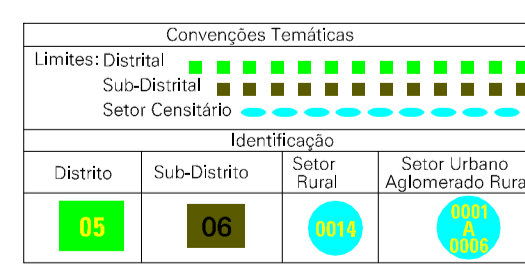 Convenções Temáticas
Limites: Distrital
Sub-Distrital
Setor Censitário
Identificação
Distrito
Sub-Distrito
Setor
Rural
Setor Urbano
Aglomerado Rura
05
06
0014
0001
A
0006